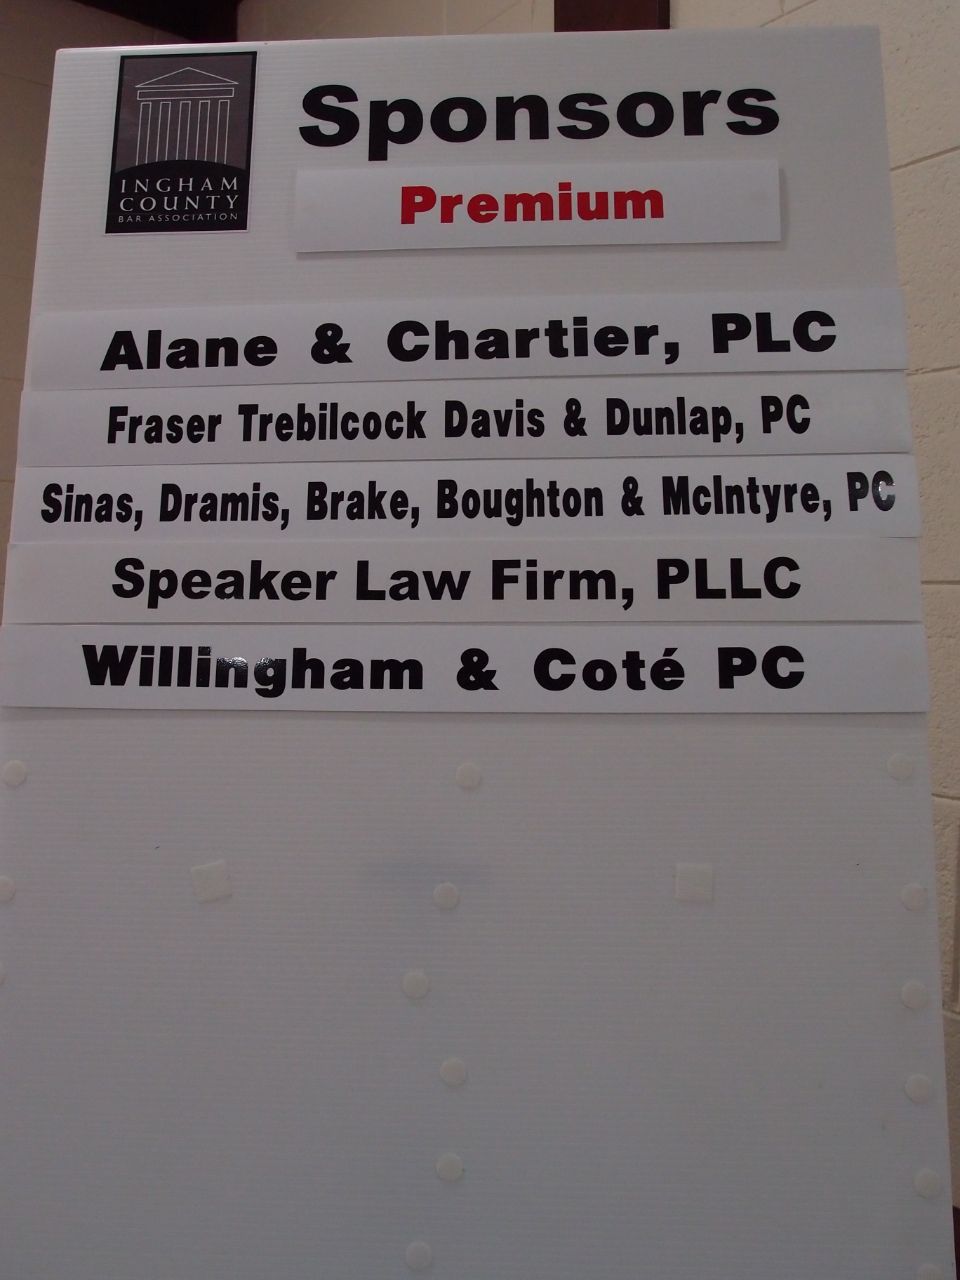 INGHAM
COUNTY
BAR ASSOCIATION
Sponsors
Premium
Alane & Chartier, PLC
Fraser Trebilcock Davis & Dunlap, PC
Sinas, Dramis, Brake, Boughton & McIntyre, PC
Speaker Law Firm, PLLC
Willingham & Coté PC